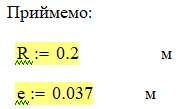 Приймемо:
R := 0.2 м
e := 0.037 м